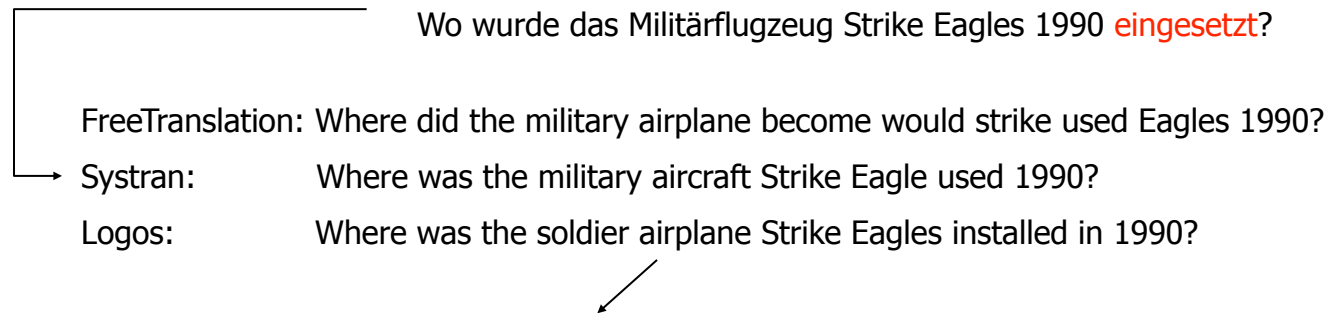 Wo wurde das Militärflugzeug Strike Eagles 1990 eingesetzt?
FreeTranslation: Where did the military airplane become would strike used Eagles 1990?
Systran: Where was the military aircraft Strike Eagle used 1990?
Logos: Where was the soldier airplane Strike Eagles installed in 1990?